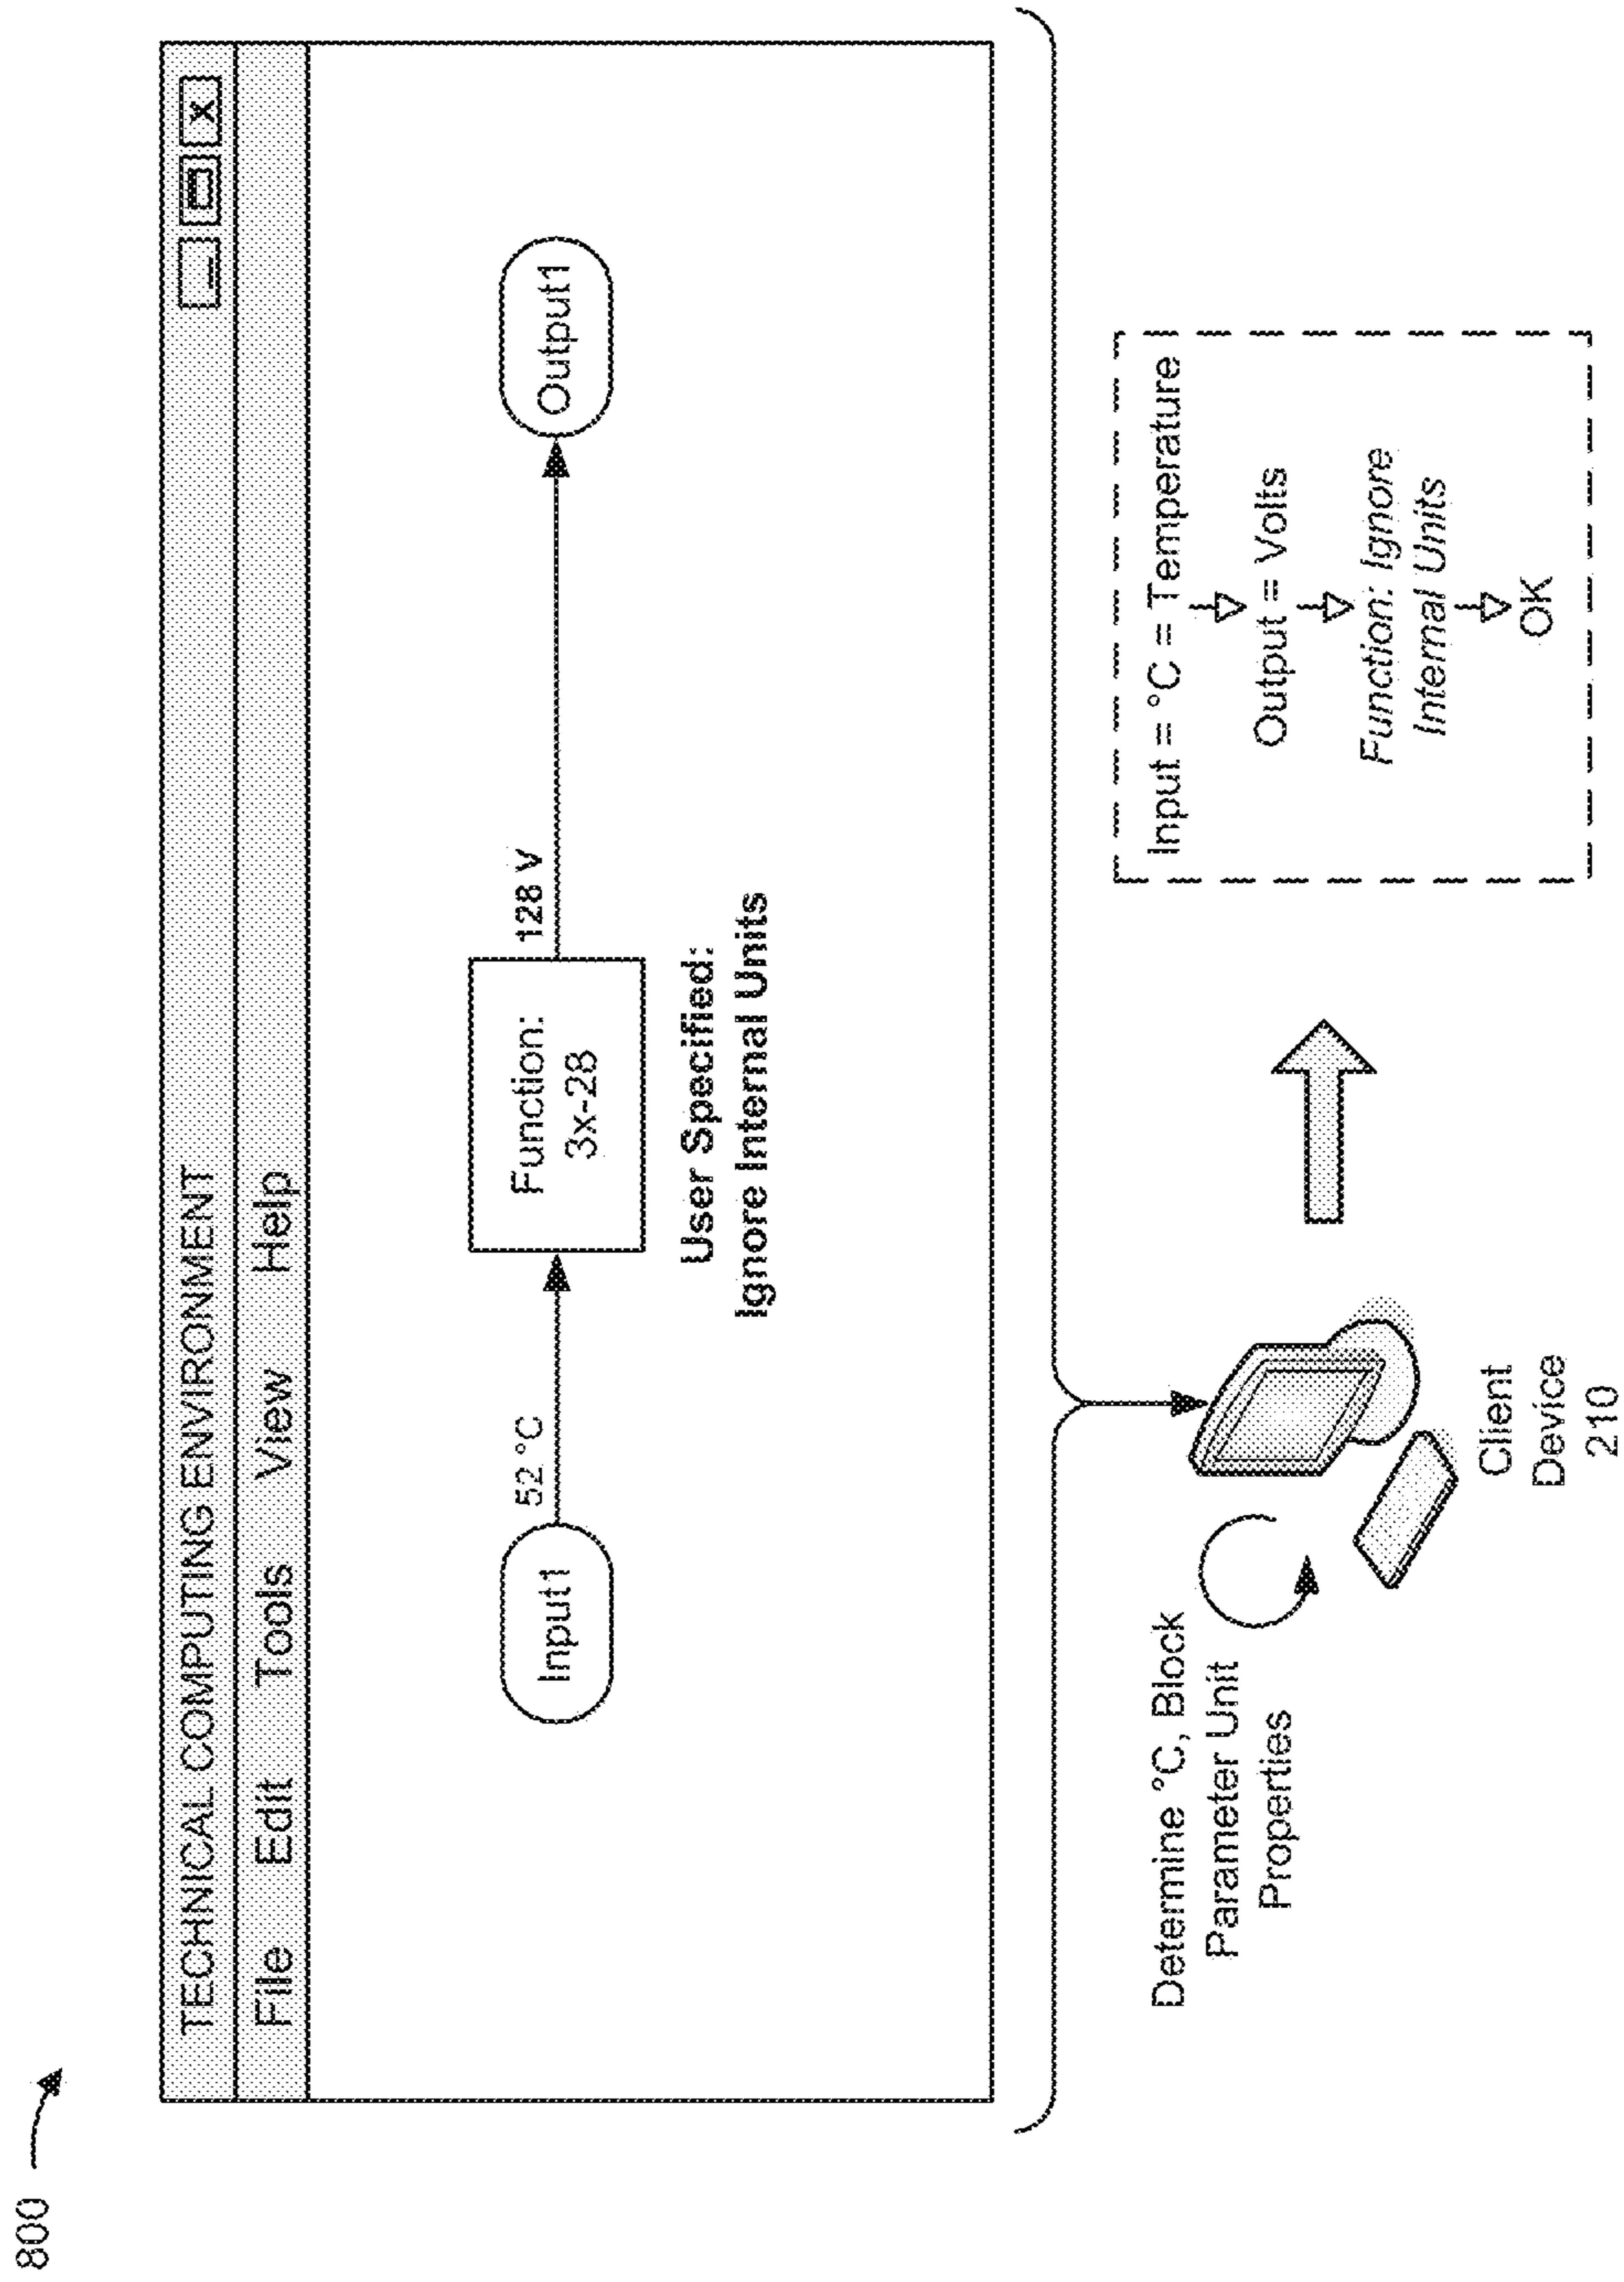 800
TECHNICAL COMPUTING ENVIRONMENT
File Edit Tools View Help
Input1
52 °C
Function:
3x-28
128 V
Output1
User Specified:
Ignore Internal Units
Determine °C, Block
Parameter Unit
Properties
Client
Device
210
Input = °C = Temperature
Output = Volts
Function: Ignore
Internal Units
OK